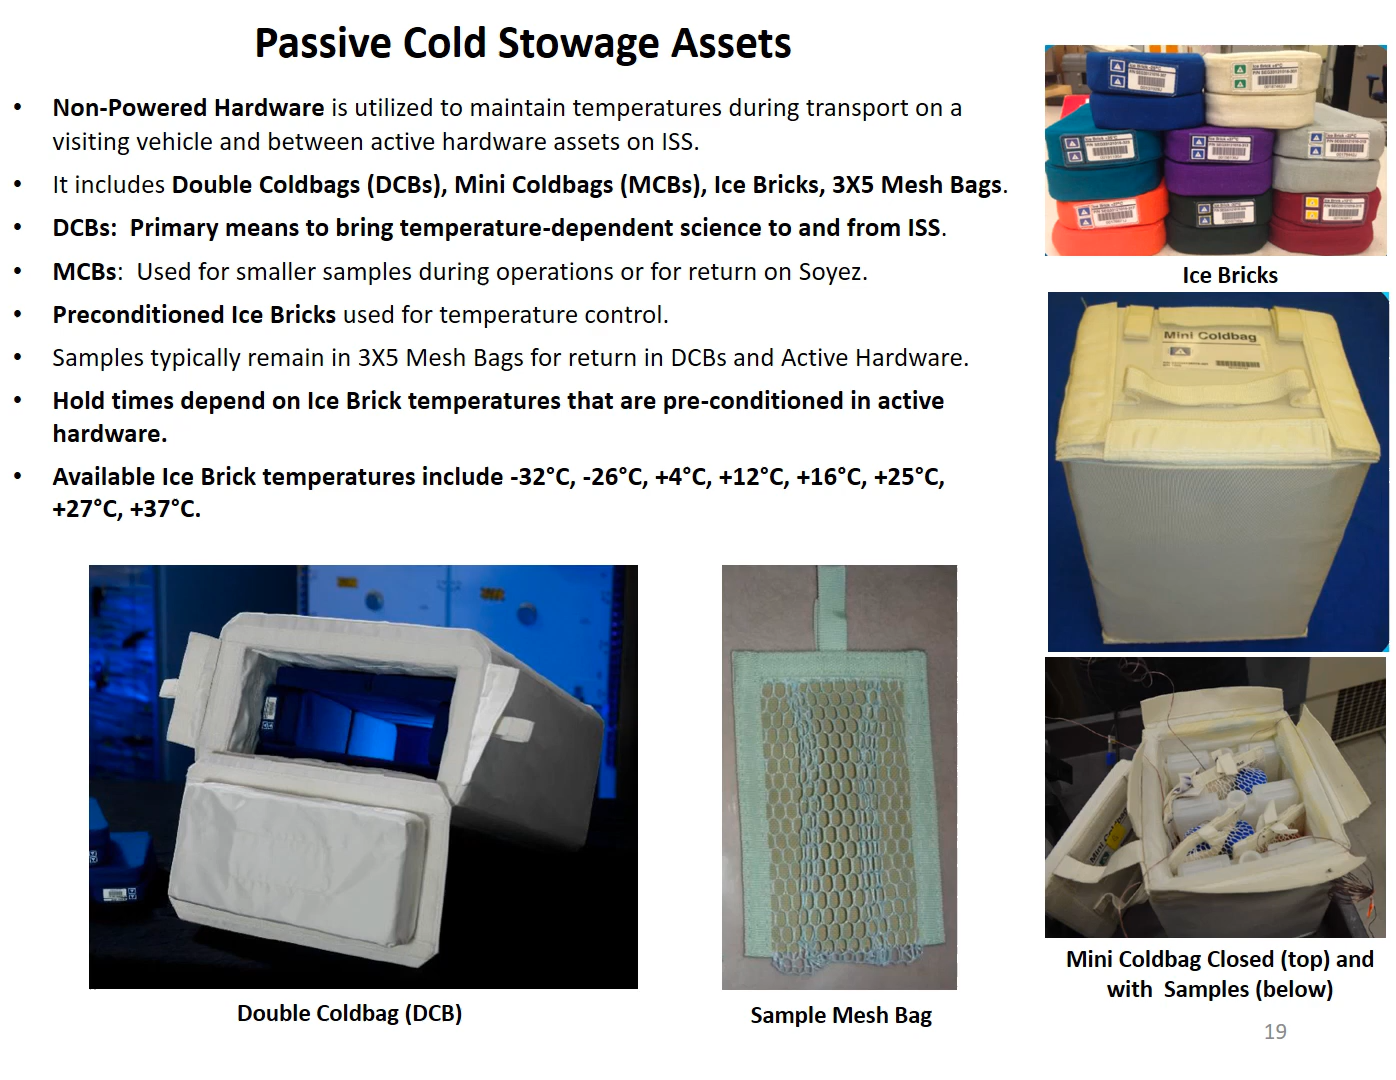 Passive Cold Stowage Assets
• Non-Powered Hardware is utilized to maintain temperatures during transport on a
visiting vehicle and between active hardware assets on ISS.
• It includes Double Coldbags (DCBs), Mini Coldbags (MCBs), Ice Bricks, 3X5 Mesh Bags.
• DCBs:  Primary means to bring temperature-dependent science to and from ISS.
• MCBs:  Used for smaller samples during operations or for return on Soyez.
• Preconditioned Ice Bricks used for temperature control.
• Samples typically remain in 3X5 Mesh Bags for return in DCBs and Active Hardware.
• Hold times depend on Ice Brick temperatures that are pre-conditioned in active
hardware.
• Available Ice Brick temperatures include -32°C, -26°C, +4°C, +12°C, +16°C, +25°C,
+27°C, +37°C.
Ice Bricks
Mini Coldbag
Double Coldbag (DCB)
Sample Mesh Bag
Mini Coldbag Closed (top) and
with  Samples (below)
19